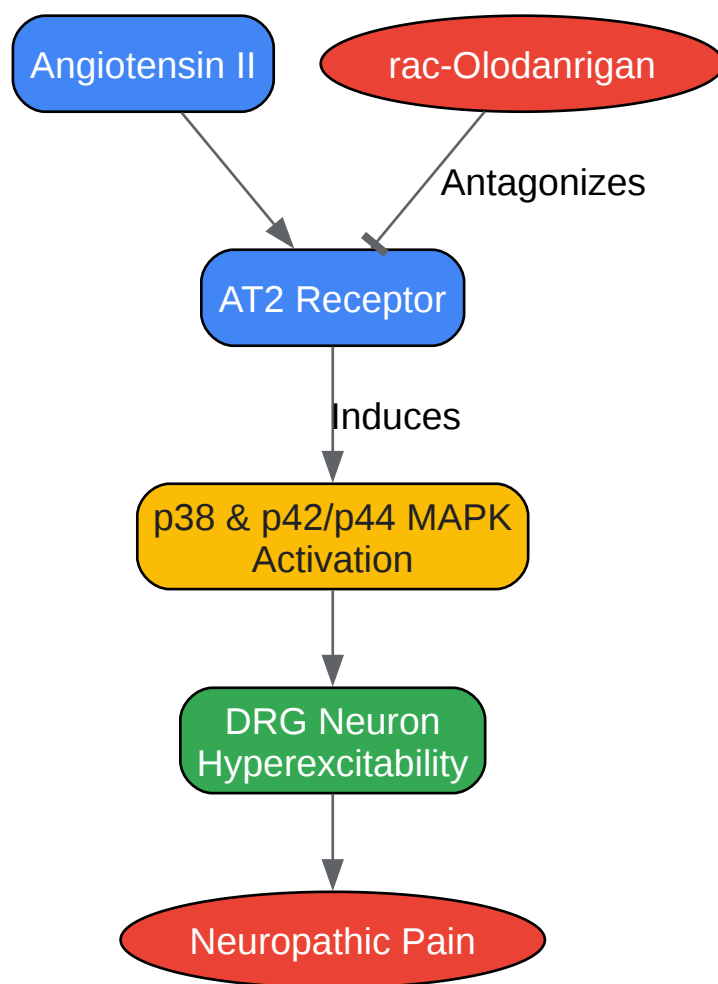 Angiotensin II
rac-Olodanrigan
Antagonizes
AT2 Receptor
Induces
p38 & p42/p44 MAPK
Activation
DRG Neuron
Hyperexcitability
Neuropathic Pain